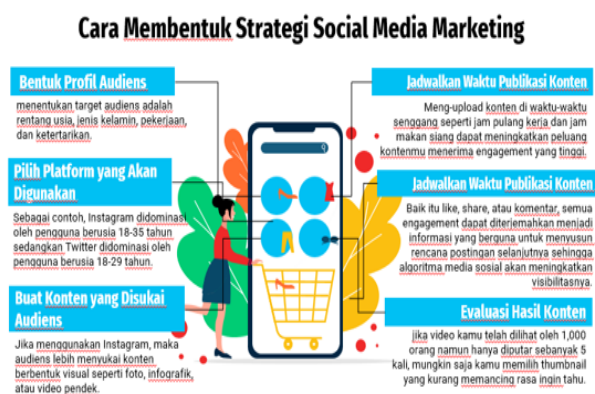 Cara Membentuk Strategi Social Media Marketing
Bentuk Profil Audiens
menentukan target audiens adalah
rentang usia, jenis kelamin, pekerjaan,
dan ketertarikan.
Pilih Platform yang Akan
Digunakan
Sebagai contoh, Instagram didominasi
oleh pengguna berusia 18-35 tahun
sedangkan Twitter didominasi oleh
pengguna berusia 18-29 tahun.
Buat Konten yang Disukai
Audiens
Jika menggunakan Instagram, maka
audiens lebih menyukai konten
berbentuk visual seperti foto, infografik,
atau video pendek.
Jadwalkan Waktu Publikasi Konten
Meng-upload konten di waktu-waktu
senggang seperti jam pulang kerja dan jam
makan siang dapat meningkatkan peluang
kontenmu menerima engagement yang tinggi.
Jadwalkan Waktu Publikasi Konten
Baik itu like, share, atau komentar, semua
engagement dapat diterjemahkan menjadi
informasi yang berguna untuk menyusun
rencana postingan selanjutnya sehingga
algoritma media sosial akan meningkatkan
visibilitasnya.
Evaluasi Hasil Konten
jika video kamu telah dilihat oleh 1,000
orang namun hanya diputar sebanyak 5
kali, mungkin saja kamu memilih thumbnail
yang kurang memancing rasa ingin tahu.